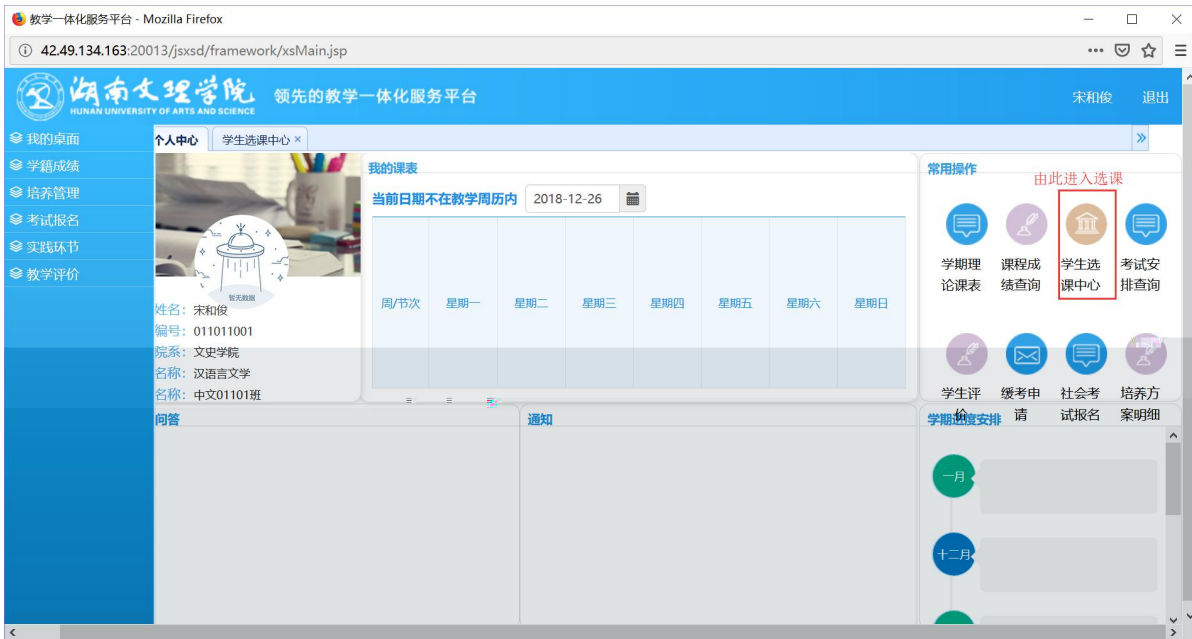 教学一体化服务平台 - Mozilla Firefox
42.49.134.163:20013/jsxsd/framework/xsMain.jsp
湖南文理学院
HUNAN UNIVERSITY OF ARTS AND SCIENCE
领先的教学一体化服务平台
宋和俊 退出
我的桌面
学籍成绩
培养管理
考试报名
实践环节
教学评价
个人中心 学生选课中心 ×
暂无数据
姓名：宋和俊
编号：011011001
院系：文史学院
名称：汉语言文学
名称：中文01101班
我的课表
当前日期不在教学周历内 2018-12-26
周/节次 星期一 星期二 星期三 星期四 星期五 星期六 星期日
常用操作
由此进入选课
学期理论课表
课程成绩查询
学生选课中心
考试安排查询
学生评价
缓考申请
社会考试报名
培养方案明细
问答
通知
学期进度安排
一月
十二月